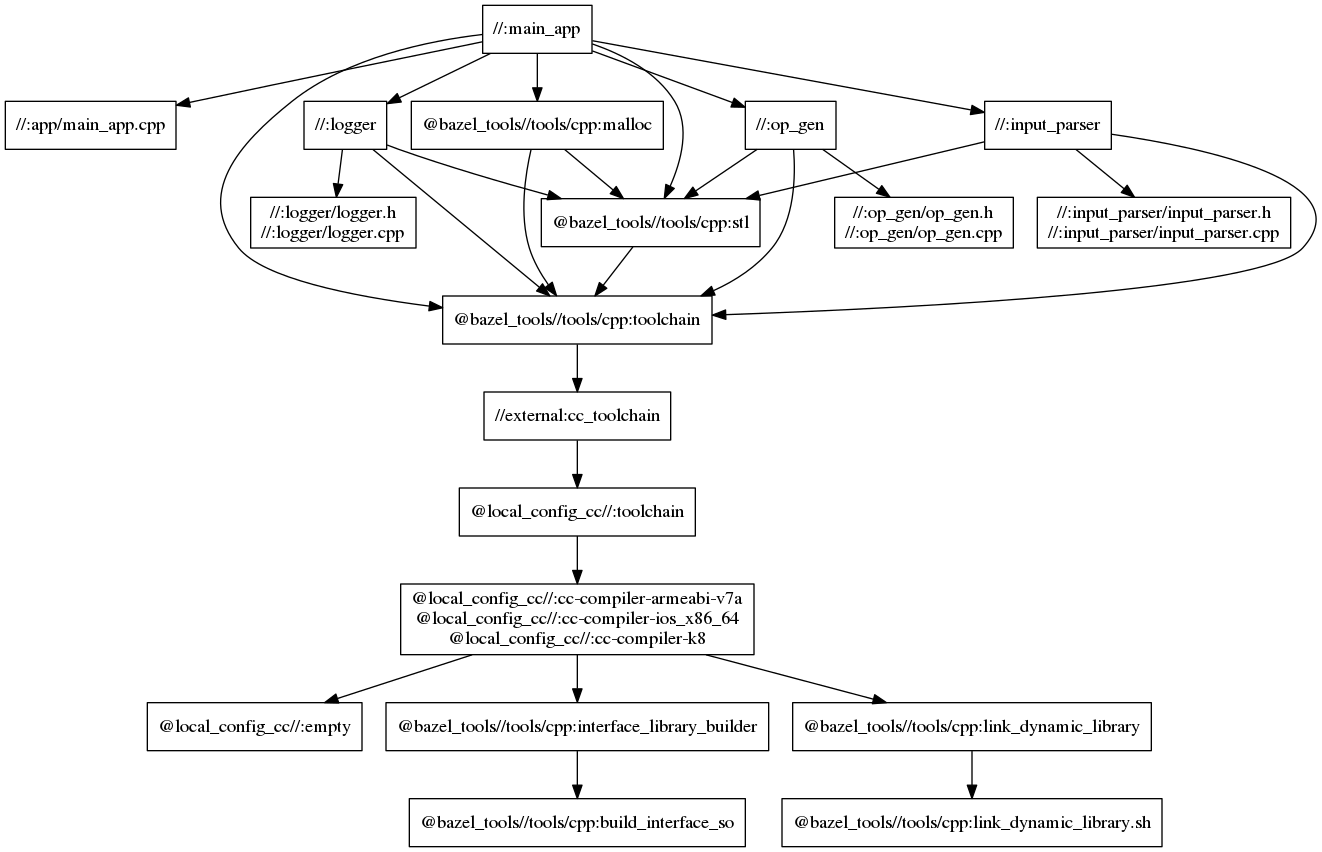 //:main_app
//:app/main_app.cpp
//:logger
@bazel_tools//tools/cpp:malloc
//:op_gen
//:input_parser
//:logger/logger.h
//:logger/logger.cpp
@bazel_tools//tools/cpp:stl
//:op_gen/op_gen.h
//:op_gen/op_gen.cpp
//:input_parser/input_parser.h
//:input_parser/input_parser.cpp
@bazel_tools//tools/cpp:toolchain
//external:cc_toolchain
@local_config_cc//:toolchain
@local_config_cc//:cc-compiler-armeabi-v7a
@local_config_cc//:cc-compiler-ios_x86_64
@local_config_cc//:cc-compiler-k8
@local_config_cc//:empty
@bazel_tools//tools/cpp:interface_library_builder
@bazel_tools//tools/cpp:link_dynamic_library
@bazel_tools//tools/cpp:build_interface_so
@bazel_tools//tools/cpp:link_dynamic_library.sh